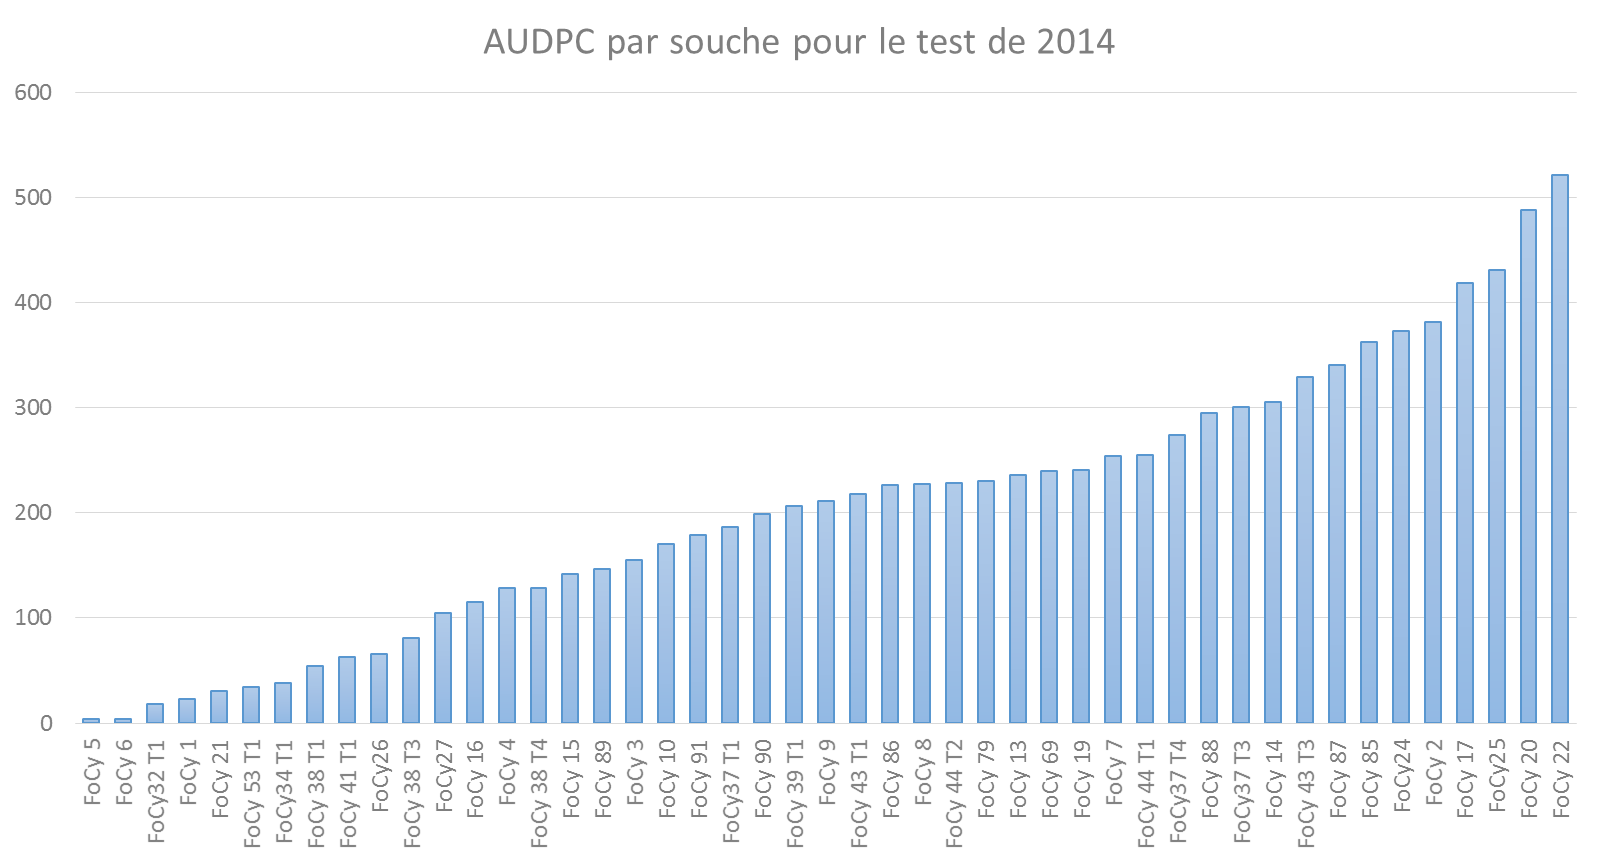 AUDPC par souche pour le test de 2014
600
500
400
300
200
100
0
FoCy 5
FoCy 6
FoCy32 T1
FoCy 1
FoCy 21
FoCy 53 T1
FoCy34 T1
FoCy 38 T1
FoCy 41 T1
FoCy26
FoCy 38 T3
FoCy27
FoCy 16
FoCy 4
FoCy 38 T4
FoCy 15
FoCy 89
FoCy 3
FoCy 10
FoCy 91
FoCy37 T1
FoCy 90
FoCy 39 T1
FoCy 9
FoCy 43 T1
FoCy 86
FoCy 8
FoCy 44 T2
FoCy 79
FoCy 13
FoCy 69
FoCy 19
FoCy 7
FoCy 44 T1
FoCy37 T4
FoCy 88
FoCy37 T3
FoCy 14
FoCy 43 T3
FoCy 87
FoCy 85
FoCy24
FoCy 2
FoCy 17
FoCy25
FoCy 20
FoCy 22